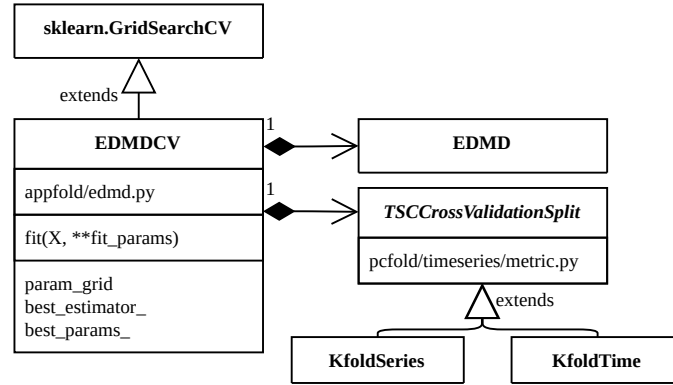 sklearn.GridSearchCV
extends
EDMDCV
appfold/edmd.py
fit(X, **fit_params)
param_grid
best_estimator_
best_params_
1
1
EDMD
TSCCrossValidationSplit
pcfold/timeseries/metric.py
extends
KfoldSeries
KfoldTime